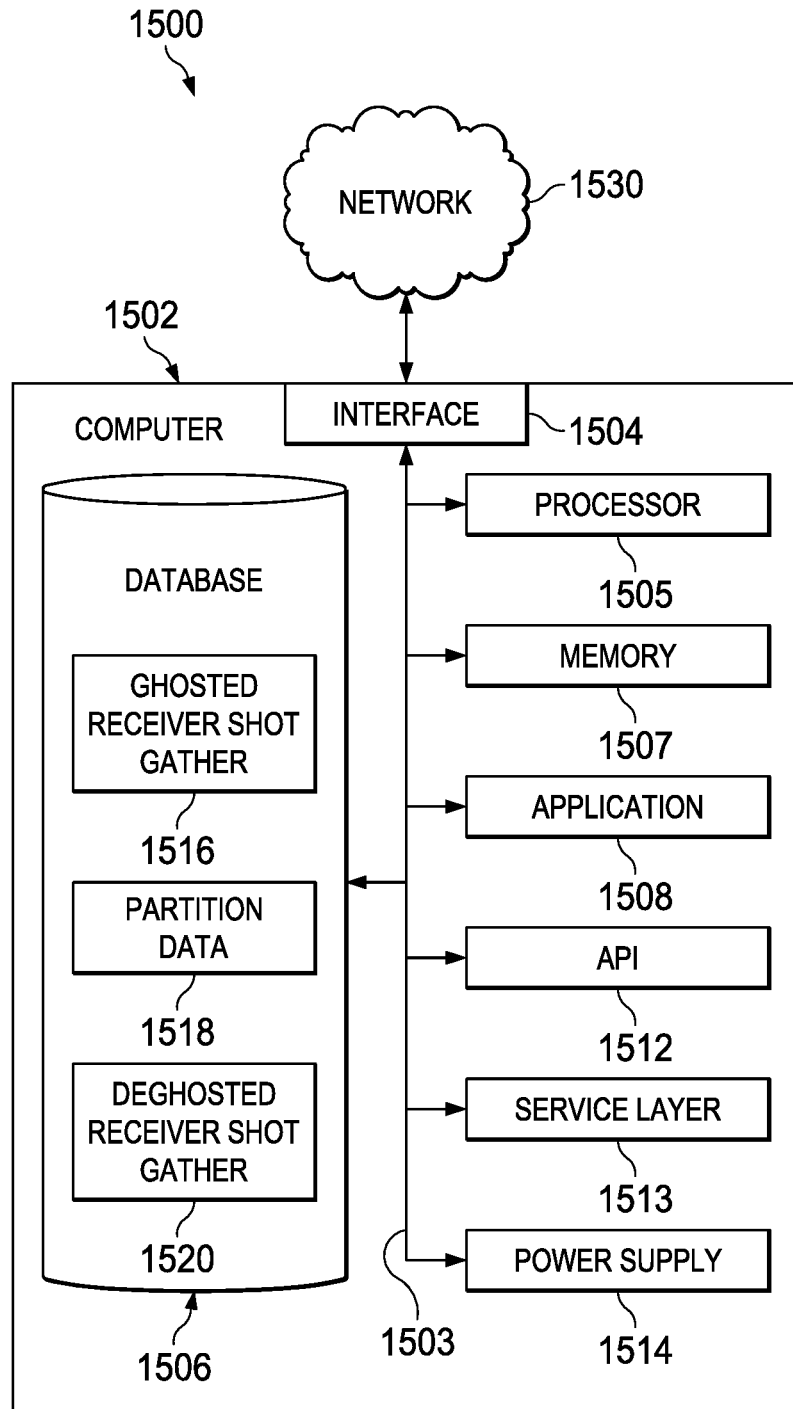 1500
NETWORK
1530
1502
COMPUTER
INTERFACE
1504
DATABASE
GHOSTED
RECEIVER SHOT
GATHER
1516
PARTITION
DATA
1518
DEGHOSTED
RECEIVER SHOT
GATHER
1520
1506
PROCESSOR
1505
MEMORY
1507
APPLICATION
1508
API
1512
SERVICE LAYER
1513
POWER SUPPLY
1514
1503